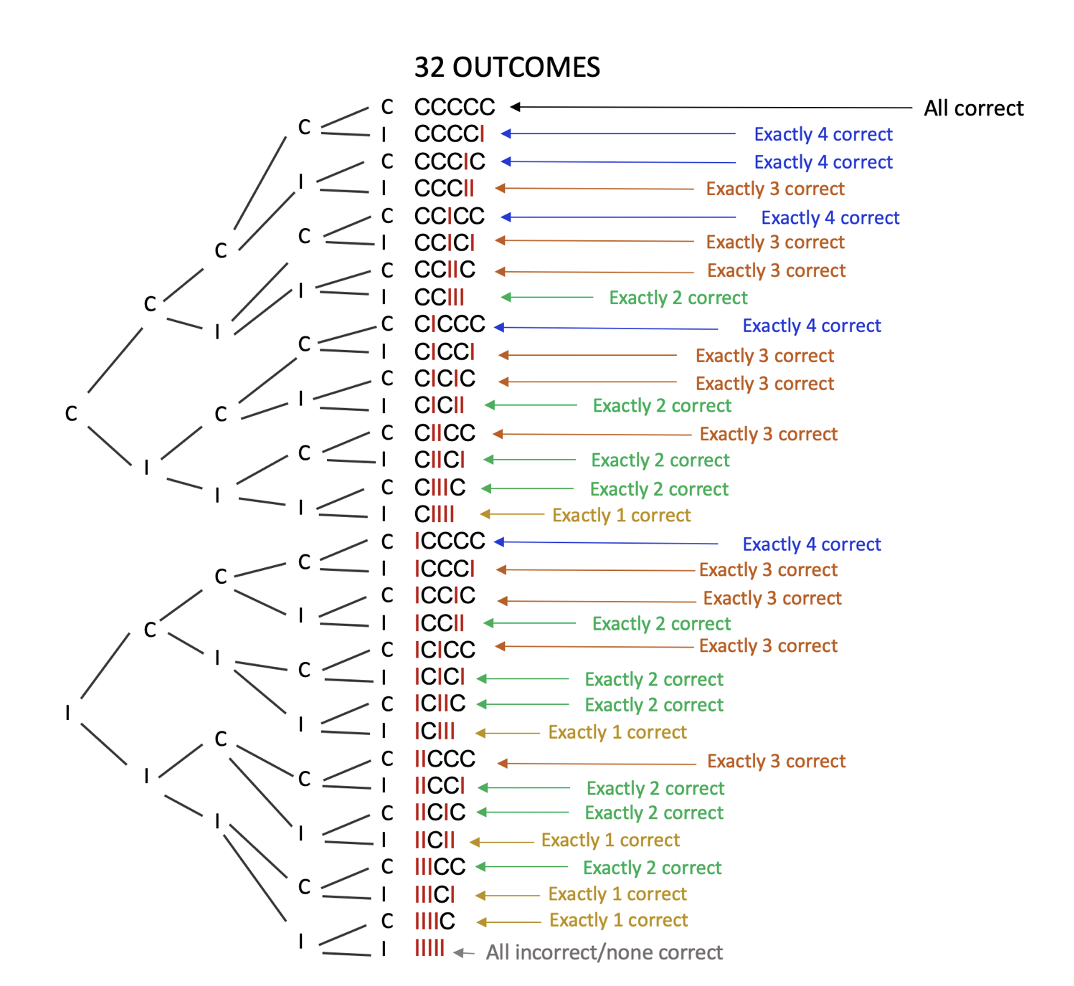 32 OUTCOMES
C CCCCC All correct
C I CCCCI Exactly 4 correct
C CCCIC Exactly 4 correct
I I CCCII Exactly 3 correct
C CCICC Exactly 4 correct
C I CCICI Exactly 3 correct
C
C CCIIC Exactly 3 correct
I I CCIII Exactly 2 correct
C
C CICCC Exactly 4 correct
I
C I CICCI Exactly 3 correct
C CICIC Exactly 3 correct
I I CICII Exactly 2 correct
C C
C CIICC Exactly 3 correct
C I CIICI Exactly 2 correct
I
C CIIIC Exactly 2 correct
I
I I CIIII Exactly 1 correct
C ICCCC Exactly 4 correct
C I ICCCI Exactly 3 correct
C
C ICCIC Exactly 3 correct
I I ICCII Exactly 2 correct
C
C ICICC Exactly 3 correct
I
C I ICICI Exactly 2 correct
C ICIIC Exactly 2 correct
I
I I ICIII Exactly 1 correct
C
C IICCC Exactly 3 correct
I
C I IICCI Exactly 2 correct
C IICIC Exactly 2 correct
I
I I IICII Exactly 1 correct
C IIICC Exactly 2 correct
C I IIICI Exactly 1 correct
C IIIIC Exactly 1 correct
I I IIIII All incorrect/none correct